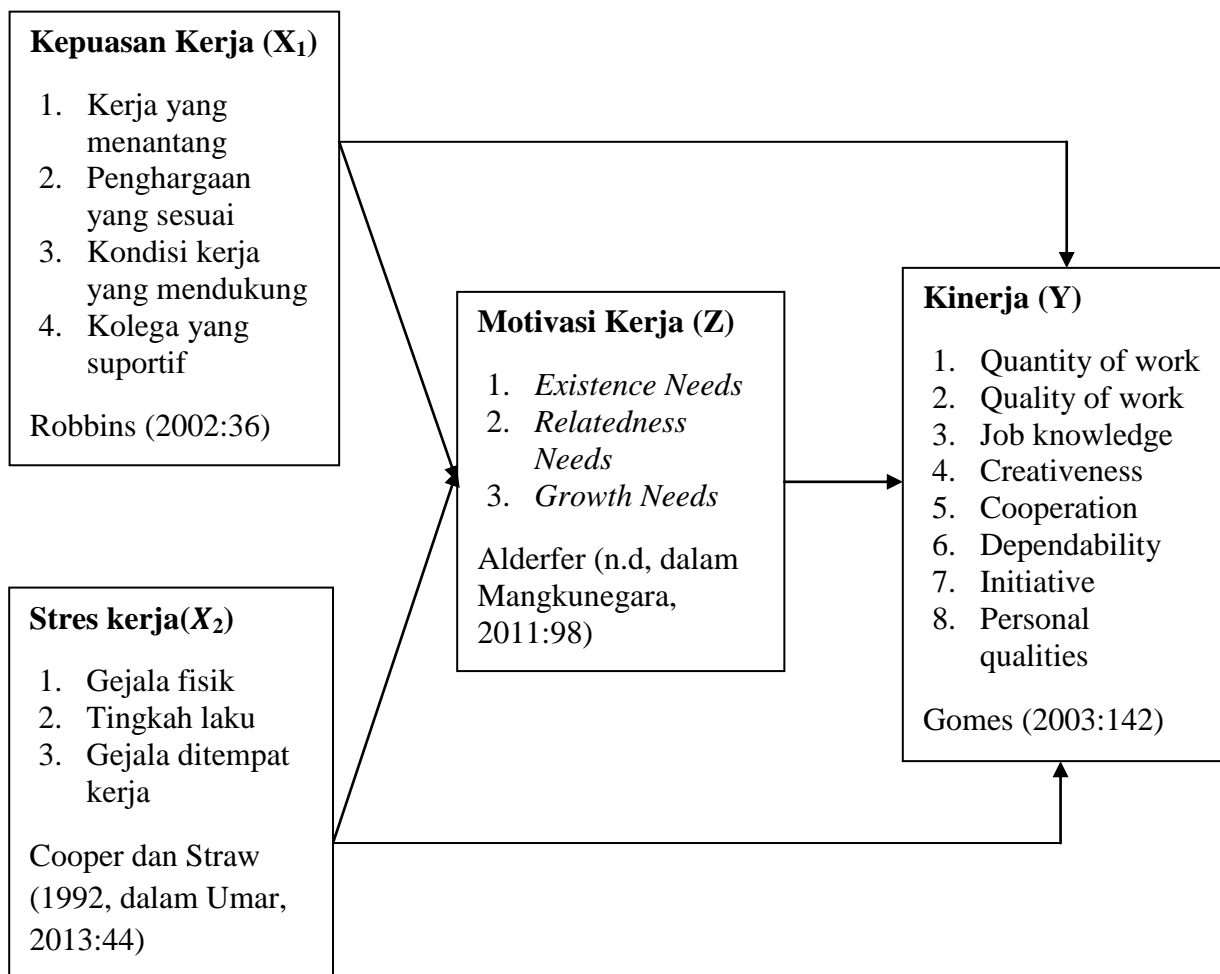 Kepuasan Kerja (X₁)
1. Kerja yang
menantang
2. Penghargaan
yang sesuai
3. Kondisi kerja
yang mendukung
4. Kolega yang
suportif
Robbins (2002:36)
Stres kerja(X₂)
1. Gejala fisik
2. Tingkah laku
3. Gejala ditempat
kerja
Cooper dan Straw
(1992, dalam Umar,
2013:44)
Motivasi Kerja (Z)
1. Existence Needs
2. Relatedness
Needs
3. Growth Needs
Alderfer (n.d, dalam
Mangkunegara,
2011:98)
Kinerja (Y)
1. Quantity of work
2. Quality of work
3. Job knowledge
4. Creativeness
5. Cooperation
6. Dependability
7. Initiative
8. Personal
qualities
Gomes (2003:142)